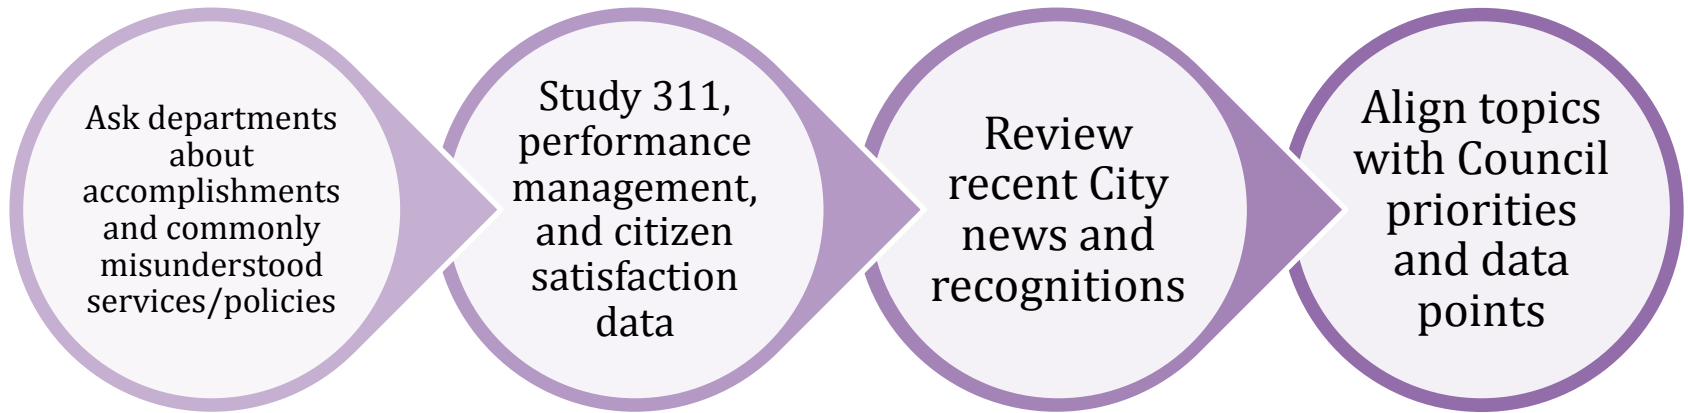 Ask departments
about
accomplishments
and commonly
misunderstood
services/policies
Study 311,
performance
management,
and citizen
satisfaction
data
Review
recent City
news and
recognitions
Align topics
with Council
priorities
and data
points